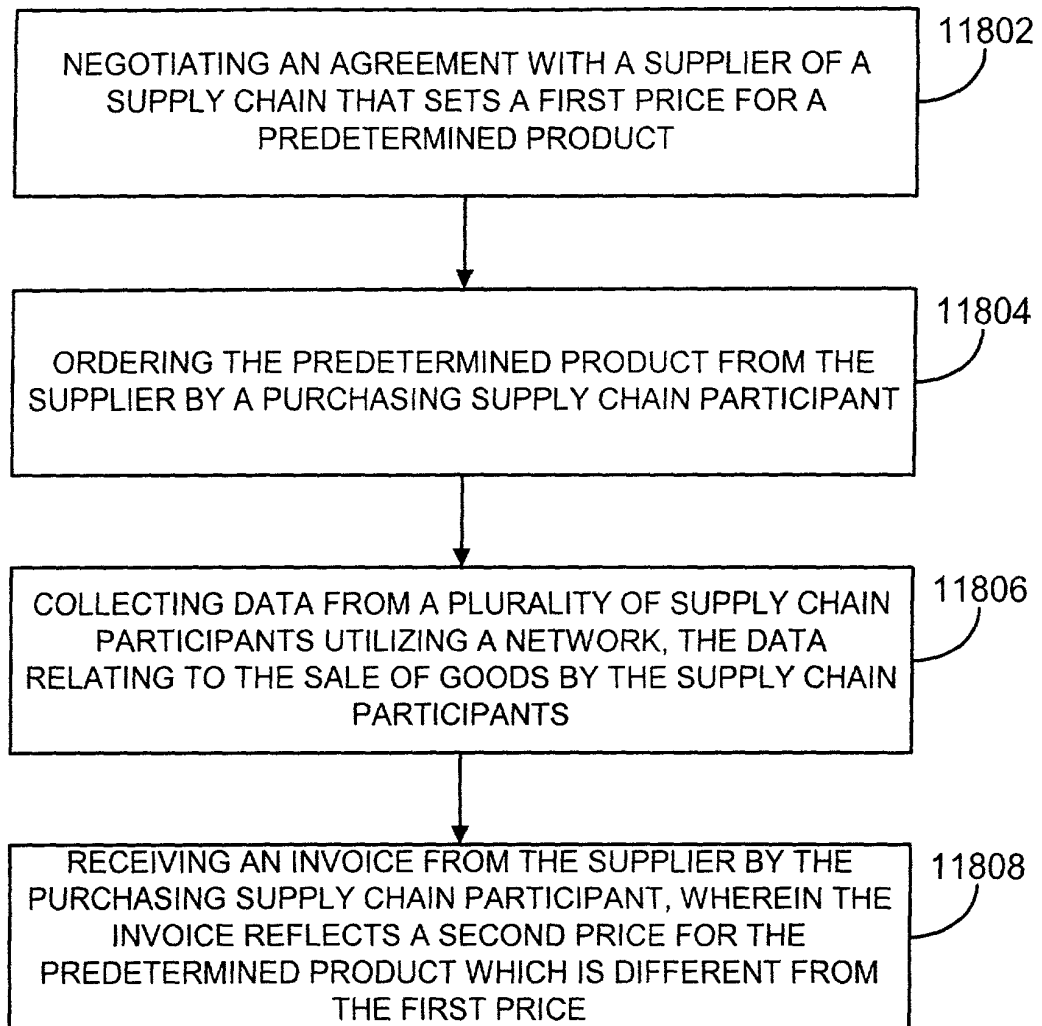 11802
NEGOTIATING AN AGREEMENT WITH A SUPPLIER OF A
SUPPLY CHAIN THAT SETS A FIRST PRICE FOR A
PREDETERMINED PRODUCT
11804
ORDERING THE PREDETERMINED PRODUCT FROM THE
SUPPLIER BY A PURCHASING SUPPLY CHAIN PARTICIPANT
11806
COLLECTING DATA FROM A PLURALITY OF SUPPLY CHAIN
PARTICIPANTS UTILIZING A NETWORK, THE DATA
RELATING TO THE SALE OF GOODS BY THE SUPPLY CHAIN
PARTICIPANTS
11808
RECEIVING AN INVOICE FROM THE SUPPLIER BY THE
PURCHASING SUPPLY CHAIN PARTICIPANT, WHEREIN THE
INVOICE REFLECTS A SECOND PRICE FOR THE
PREDETERMINED PRODUCT WHICH IS DIFFERENT FROM
THE FIRST PRICE